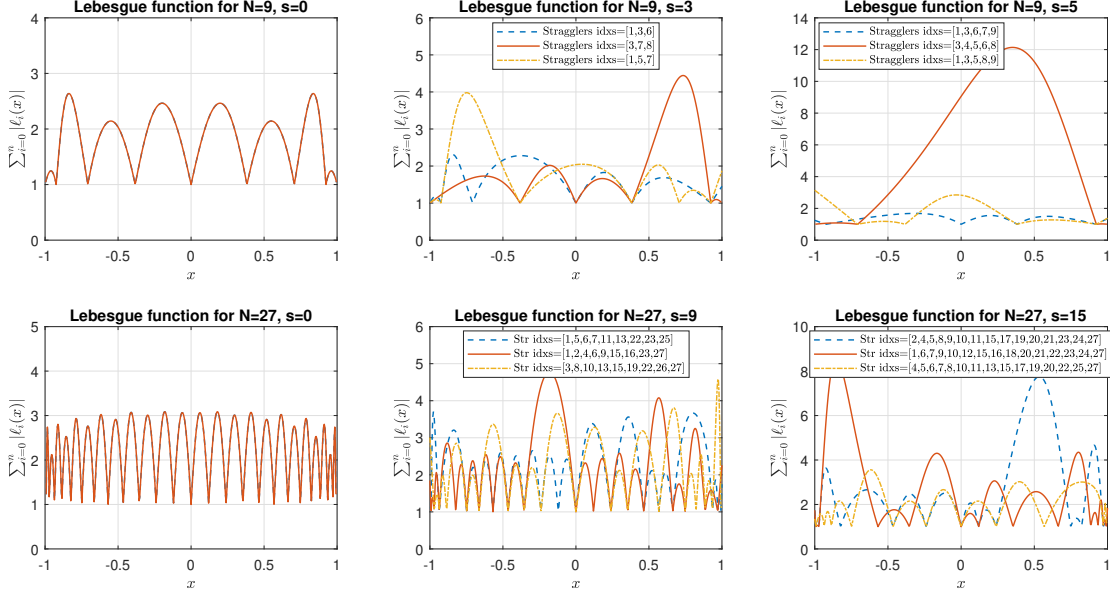 Lebesgue function for N=9, s=0
4
3
2
1
0
-1
-0.5
0
0.5
1
x
∑_{i=0}^{n} |ℓ_i(x)|
Lebesgue function for N=9, s=3
Stragglers idxs=[1,3,6]
Stragglers idxs=[3,7,8]
Stragglers idxs=[1,5,7]
6
5
4
3
2
1
0
-1
-0.5
0
0.5
1
x
∑_{i=0}^{n} |ℓ_i(x)|
Lebesgue function for N=9, s=5
Stragglers idxs=[1,3,6,7,9]
Stragglers idxs=[3,4,5,6,8]
Stragglers idxs=[1,3,5,8,9]
14
12
10
8
6
4
2
0
-1
-0.5
0
0.5
1
x
∑_{i=0}^{n} |ℓ_i(x)|
Lebesgue function for N=27, s=0
5
4
3
2
1
0
-1
-0.5
0
0.5
1
x
∑_{i=0}^{n} |ℓ_i(x)|
Lebesgue function for N=27, s=9
Str idxs=[1,5,6,7,11,13,22,23,25]
Str idxs=[1,2,4,6,9,15,16,23,27]
Str idxs=[3,8,10,13,15,19,22,26,27]
6
5
4
3
2
1
0
-1
-0.5
0
0.5
1
x
∑_{i=0}^{n} |ℓ_i(x)|
Lebesgue function for N=27, s=15
Str idxs=[2,4,5,8,9,10,11,15,17,19,20,21,23,24,27]
Str idxs=[1,6,7,9,10,12,15,16,18,20,21,22,23,24,27]
Str idxs=[4,5,6,7,8,10,11,13,15,17,19,20,22,25,27]
10
8
6
4
2
0
-1
-0.5
0
0.5
1
x
∑_{i=0}^{n} |ℓ_i(x)|